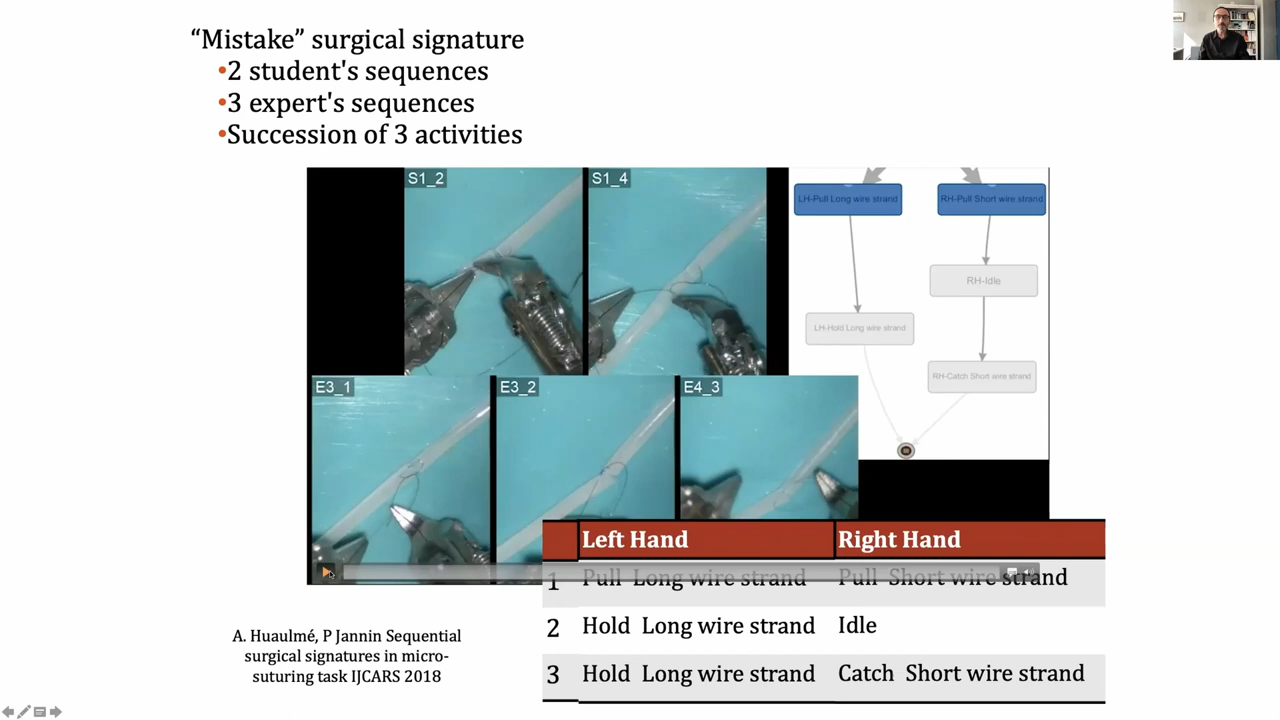 “Mistake” surgical signature
•2 student's sequences
•3 expert's sequences
•Succession of 3 activities
S1_2
S1_4
LH-Pull Long wire strand
RH-Pull Short wire strand
RH-Idle
LH-Hold Long wire strand
RH-Catch Short wire strand
E3_1
E3_2
E4_3
Left Hand Right Hand
1 Pull Long wire strand Pull Short wire strand
2 Hold Long wire strand Idle
3 Hold Long wire strand Catch Short wire strand
A. Huaulmé, P Jannin Sequential
surgical signatures in micro-
suturing task IJCARS 2018